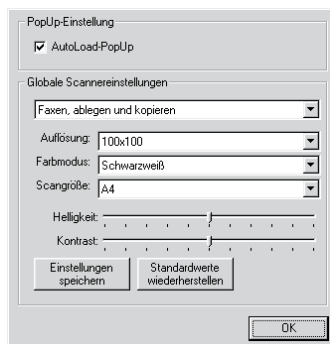 PopUp-Einstellung
AutoLoad-PopUp
Globale Scannereinstellungen
Faxen, ablegen und kopieren
Auflösung: 100x100
Farbmodus: Schwarzweiß
Scangröße: A4
Helligkeit:
Kontrast:
Einstellungen speichern
Standardwerte wiederherstellen
OK